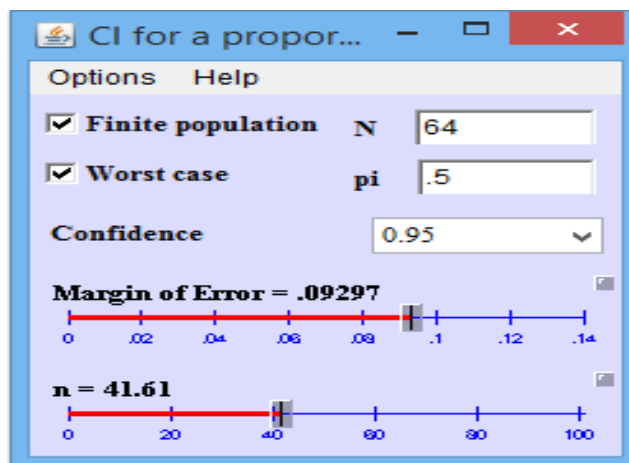 CI for a propor...
Options Help
Finite population N 64
Worst case pi .5
Confidence 0.95
Margin of Error = .09297
0 .02 .04 .06 .08 .1 .12 .14
n = 41.61
0 20 40 60 80 100